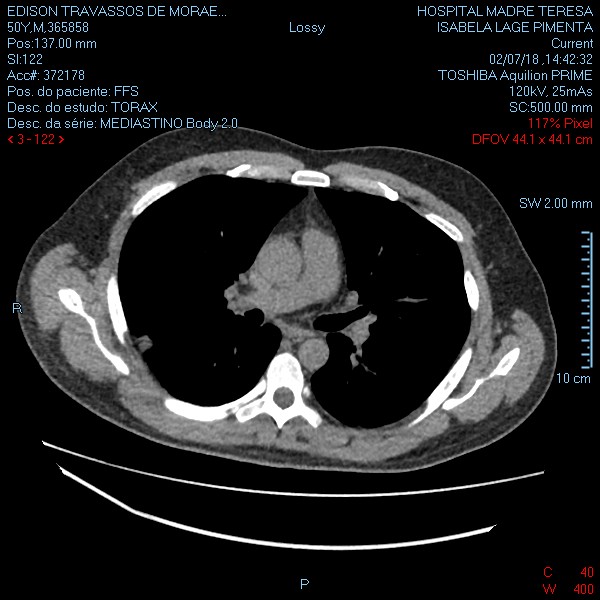 EDISON TRAVASSOS DE MORAE...
50Y,M,365858
Pos:137.00 mm
Sl:122
Acc#: 372178
Pos. do paciente: FFS
Desc. do estudo: TORAX
Desc. da série: MEDIASTINO Body 2.0
< 3 - 122 >
Lossy
HOSPITAL MADRE TERESA
ISABELA LAGE PIMENTA
Current
02/07/18 ,14:42:32
TOSHIBA Aquilion PRIME
120kV, 25mAs
SC:500.00 mm
117% Pixel
DFOV 44.1 x 44.1 cm
SW 2.00 mm
R
10 cm
P
C 40
W 400